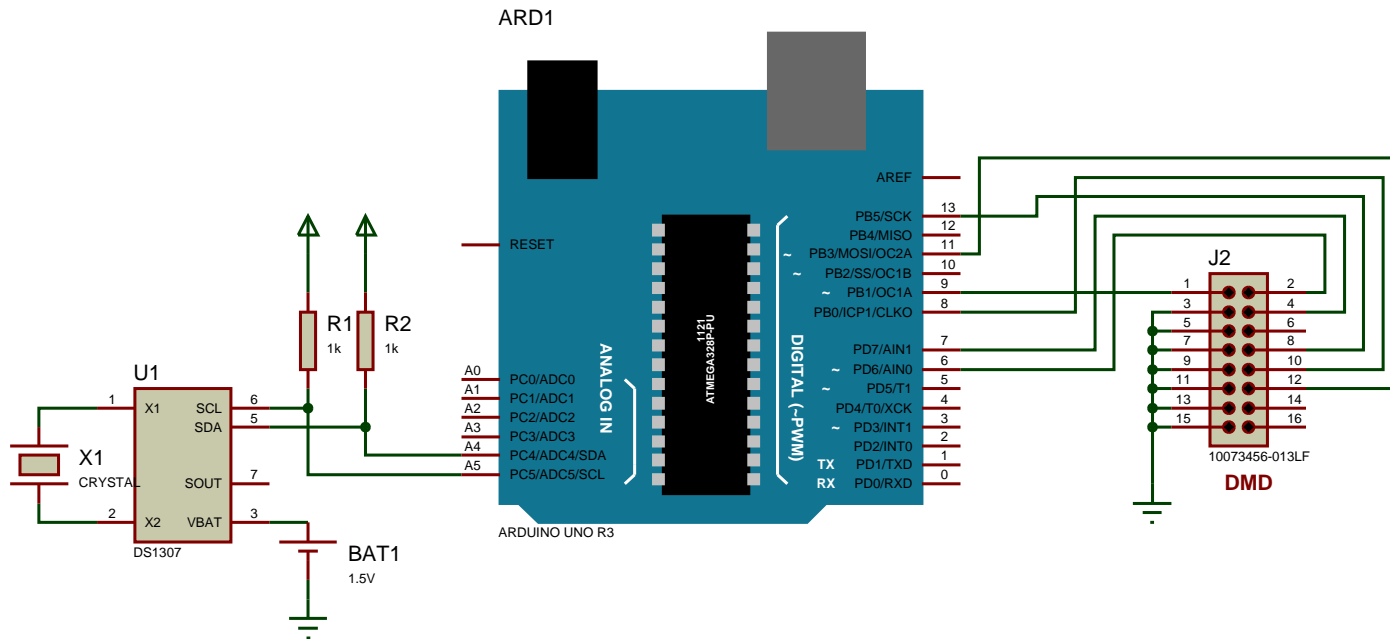 ARD1
AREF
PB5/SCK 13
PB4/MISO 12
~ PB3/MOSI/OC2A 11
~ PB2/SS/OC1B 10
~ PB1/OC1A 9
PB0/ICP1/CLKO 8
PD7/AIN1 7
~ PD6/AIN0 6
~ PD5/T1 5
PD4/T0/XCK 4
~ PD3/INT1 3
PD2/INT0 2
TX PD1/TXD 1
RX PD0/RXD 0
RESET
A0 PC0/ADC0
A1 PC1/ADC1
A2 PC2/ADC2
A3 PC3/ADC3
A4 PC4/ADC4/SDA
A5 PC5/ADC5/SCL
ANALOG IN
1121
ATMEGA328P-PU
DIGITAL (~PWM)
ARDUINO UNO R3
R1
1k
R2
1k
U1
1 X1 SCL 6
SDA 5
SOUT 7
2 X2 VBAT 3
DS1307
X1
CRYSTAL
BAT1
1.5V
J2
1 2
3 4
5 6
7 8
9 10
11 12
13 14
15 16
10073456-013LF
DMD